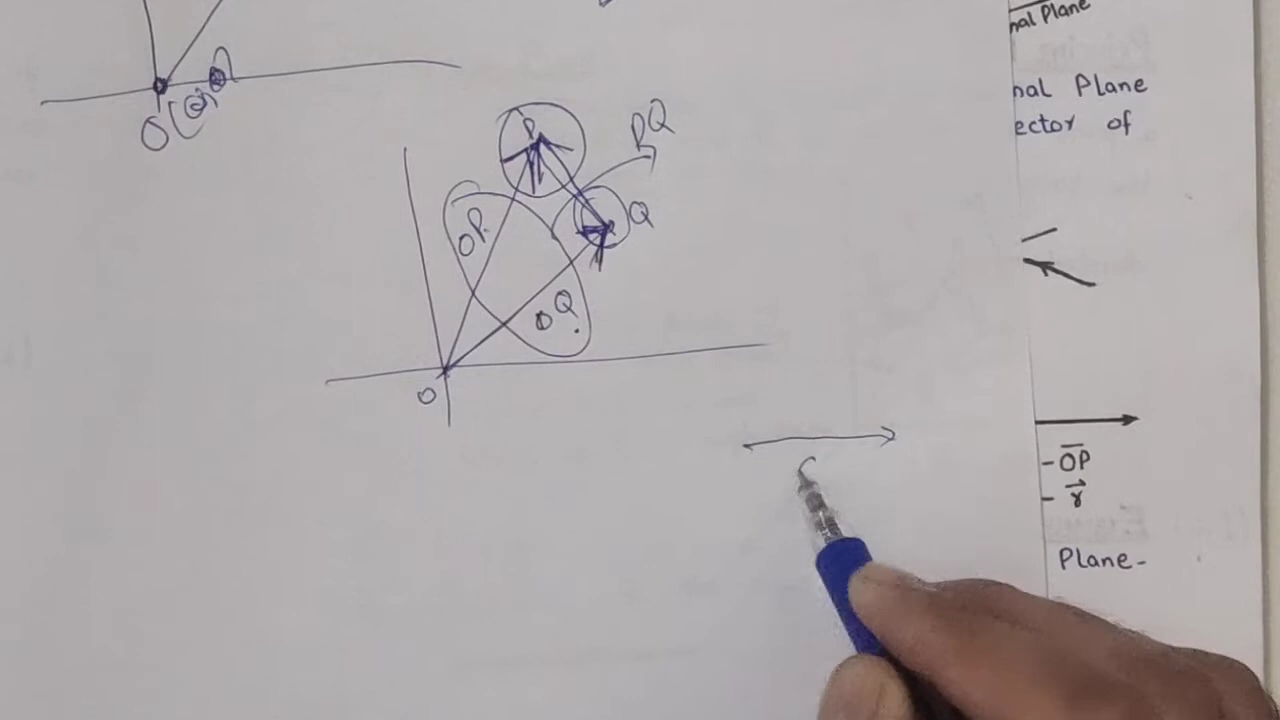 nal Plane
nal Plane
ector of
O(Q)
P
PQ
Q
OP
OQ
O
-OP
-r
Plane-